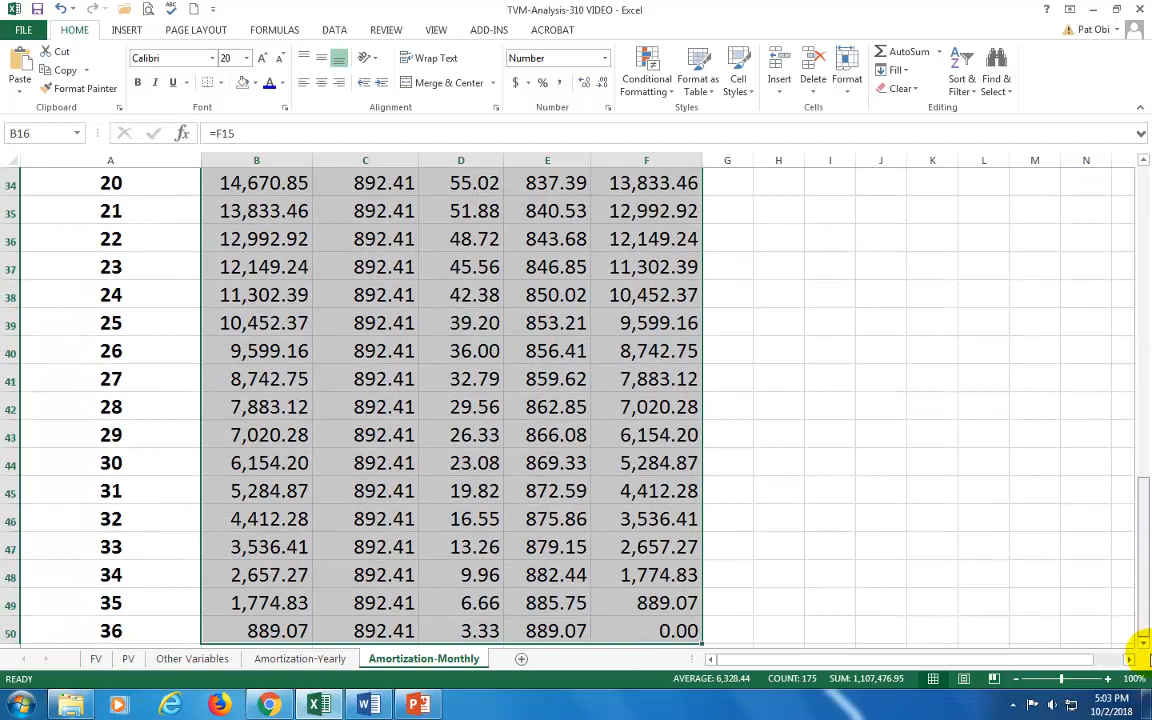 TVM-Analysis-310 VIDEO - Excel
FILE HOME INSERT PAGE LAYOUT FORMULAS DATA REVIEW VIEW ADD-INS ACROBAT Pat Obi
Paste Cut Copy Format Painter Clipboard
Calibri 20 B I U Font
Wrap Text Merge & Center Alignment
Number $ % , Number
Conditional Formatting Format as Table Cell Styles Styles
Insert Delete Format Cells
AutoSum Fill Clear Sort & Filter Find & Select Editing
B16 fx =F15
A B C D E F G H I J K L M N
34 20 14,670.85 892.41 55.02 837.39 13,833.46
35 21 13,833.46 892.41 51.88 840.53 12,992.92
36 22 12,992.92 892.41 48.72 843.68 12,149.24
37 23 12,149.24 892.41 45.56 846.85 11,302.39
38 24 11,302.39 892.41 42.38 850.02 10,452.37
39 25 10,452.37 892.41 39.20 853.21 9,599.16
40 26 9,599.16 892.41 36.00 856.41 8,742.75
41 27 8,742.75 892.41 32.79 859.62 7,883.12
42 28 7,883.12 892.41 29.56 862.85 7,020.28
43 29 7,020.28 892.41 26.33 866.08 6,154.20
44 30 6,154.20 892.41 23.08 869.33 5,284.87
45 31 5,284.87 892.41 19.82 872.59 4,412.28
46 32 4,412.28 892.41 16.55 875.86 3,536.41
47 33 3,536.41 892.41 13.26 879.15 2,657.27
48 34 2,657.27 892.41 9.96 882.44 1,774.83
49 35 1,774.83 892.41 6.66 885.75 889.07
50 36 889.07 892.41 3.33 889.07 0.00
FV PV Other Variables Amortization-Yearly Amortization-Monthly
READY AVERAGE: 6,328.44 COUNT: 175 SUM: 1,107,476.95 100%
5:03 PM
10/2/2018